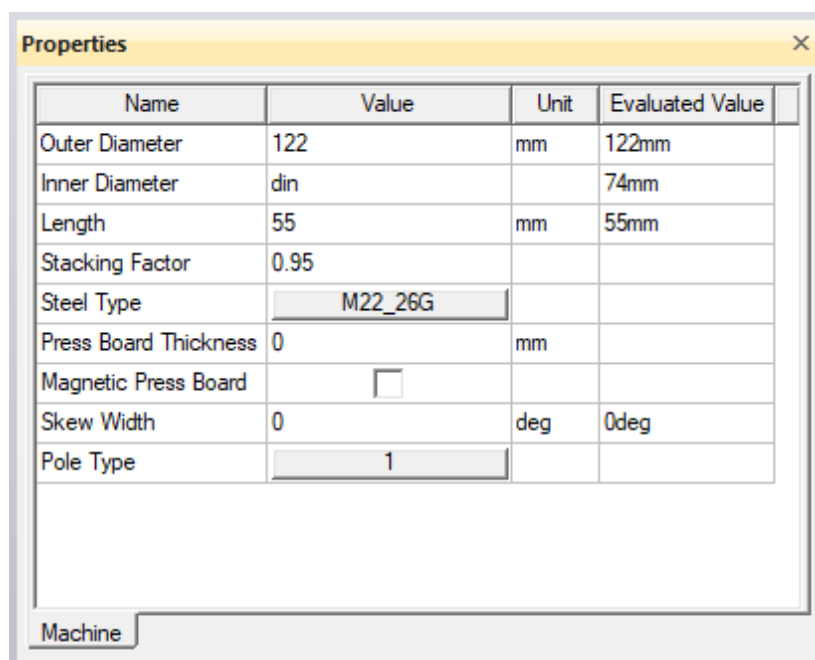 Properties
Name Value Unit Evaluated Value
Outer Diameter 122 mm 122mm
Inner Diameter din 74mm
Length 55 mm 55mm
Stacking Factor 0.95
Steel Type M22_26G
Press Board Thickness 0 mm
Magnetic Press Board
Skew Width 0 deg 0deg
Pole Type 1
Machine